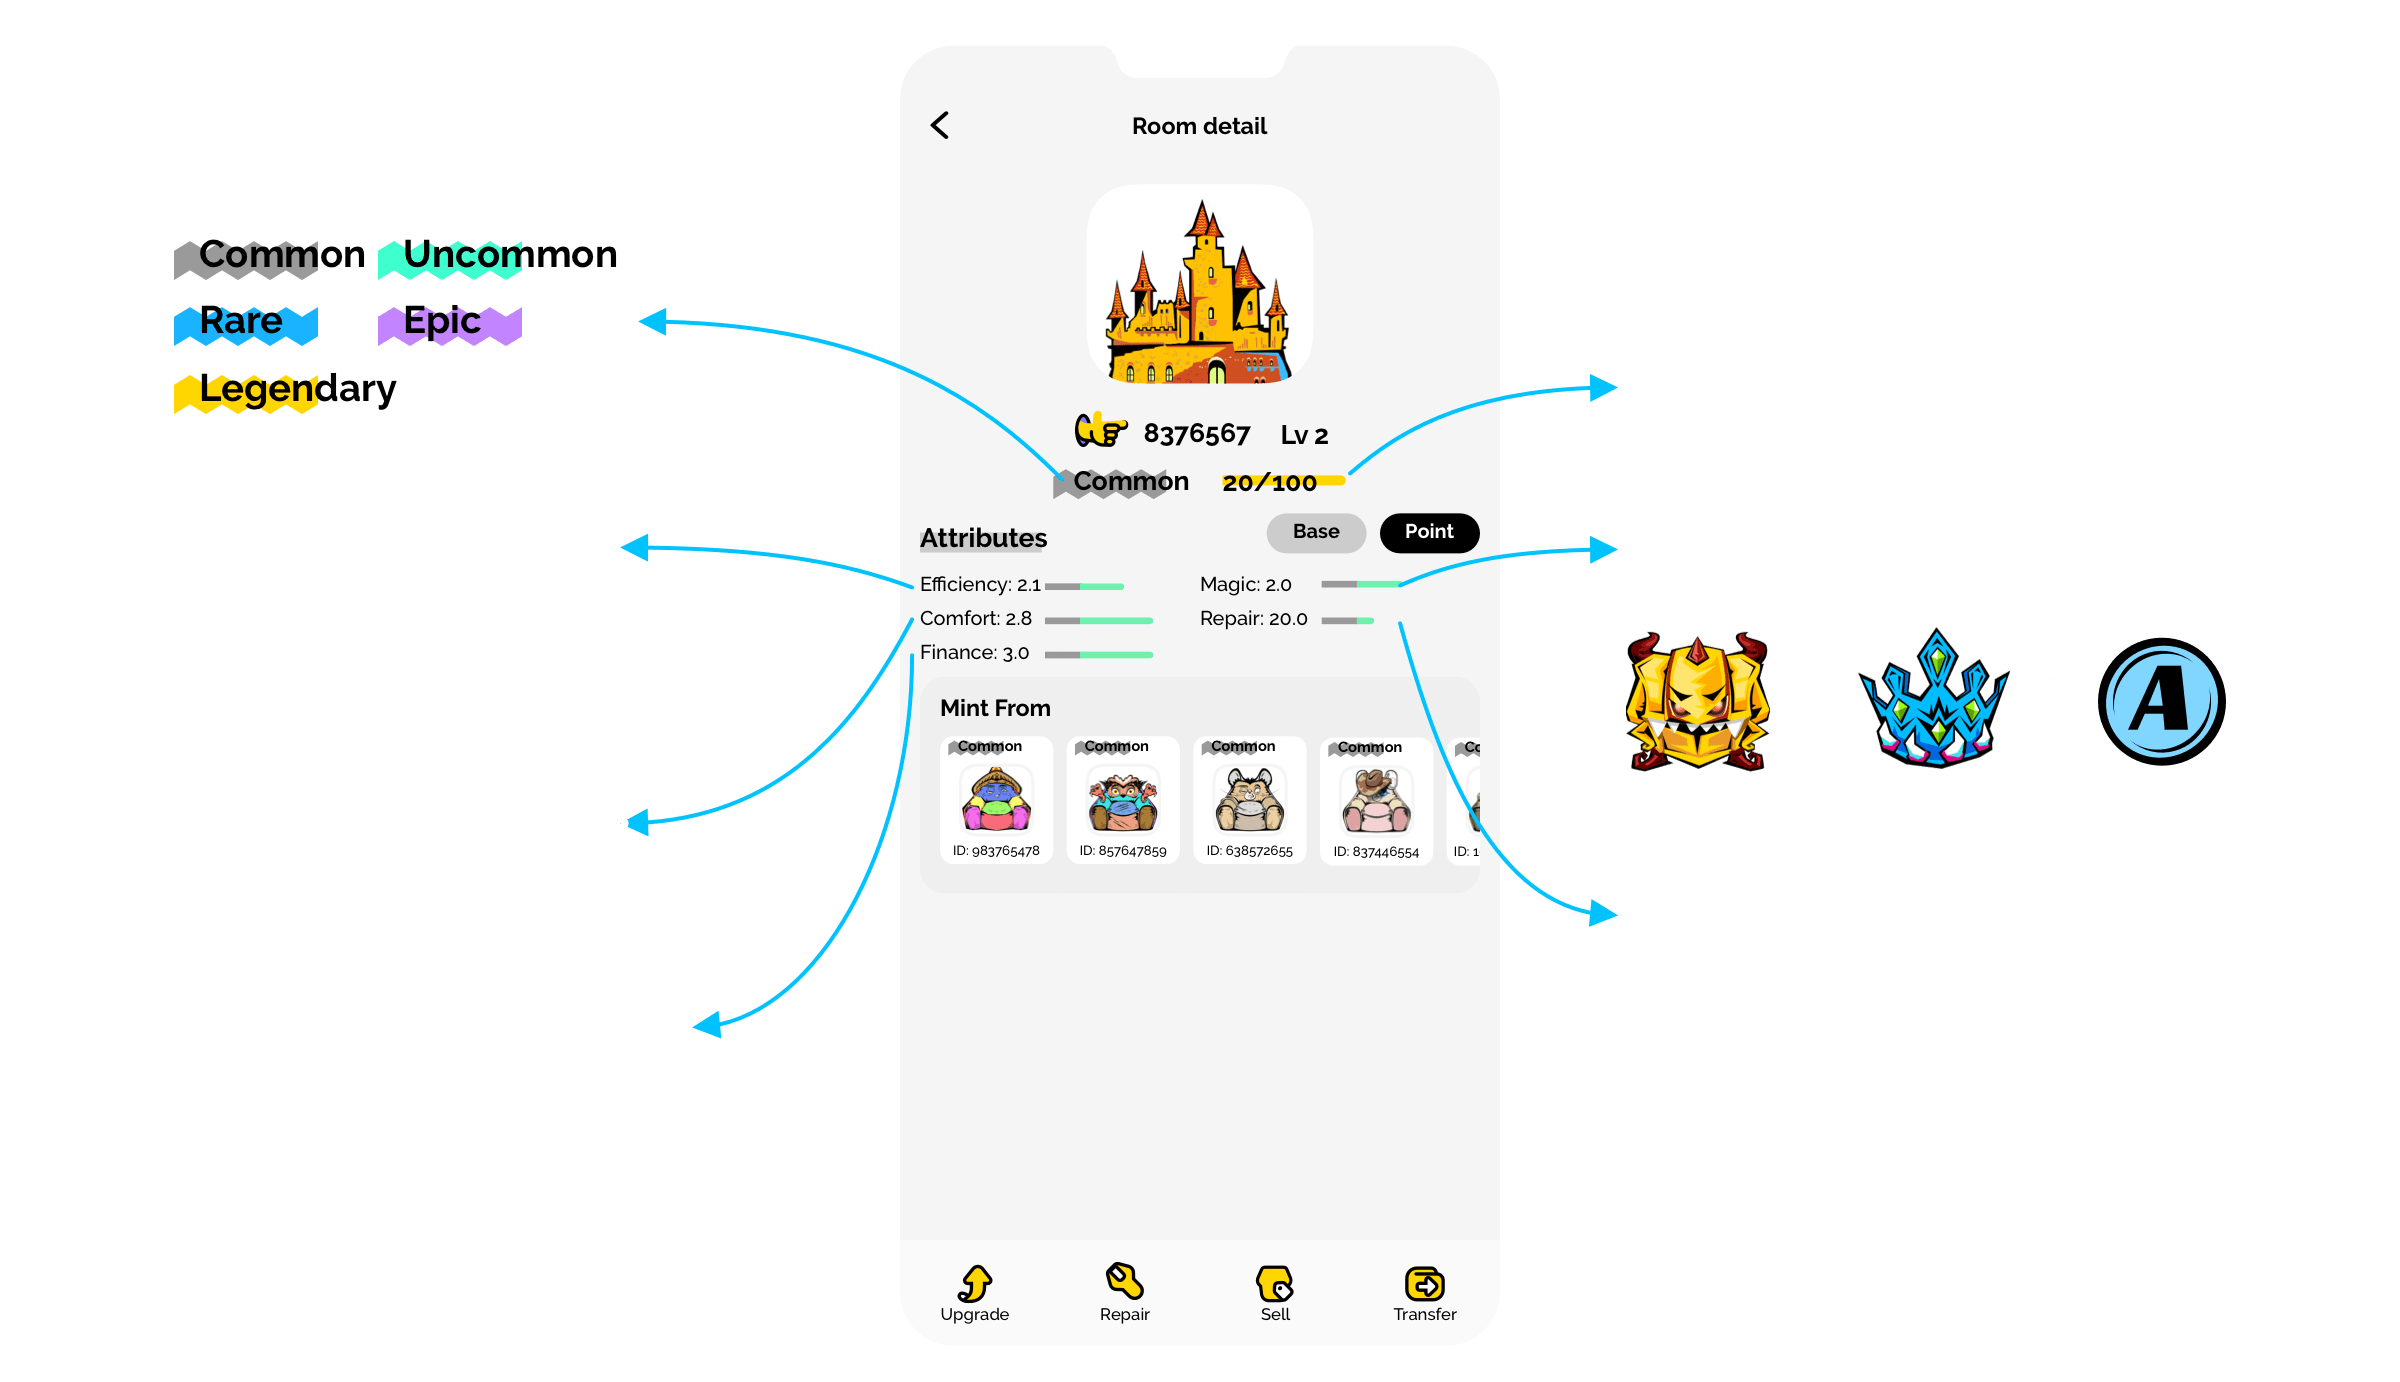 Room detail
Common Uncommon
Rare Epic
Legendary
8376567 Lv 2
Common 20/100
Attributes Base Point
Efficiency: 2.1 Magic: 2.0
Comfort: 2.8 Repair: 20.0
Finance: 3.0
Mint From
Common Common Common Common Co
ID: 983765478 ID: 857647859 ID: 638572655 ID: 837446554 ID: 1
A
Upgrade Repair Sell Transfer